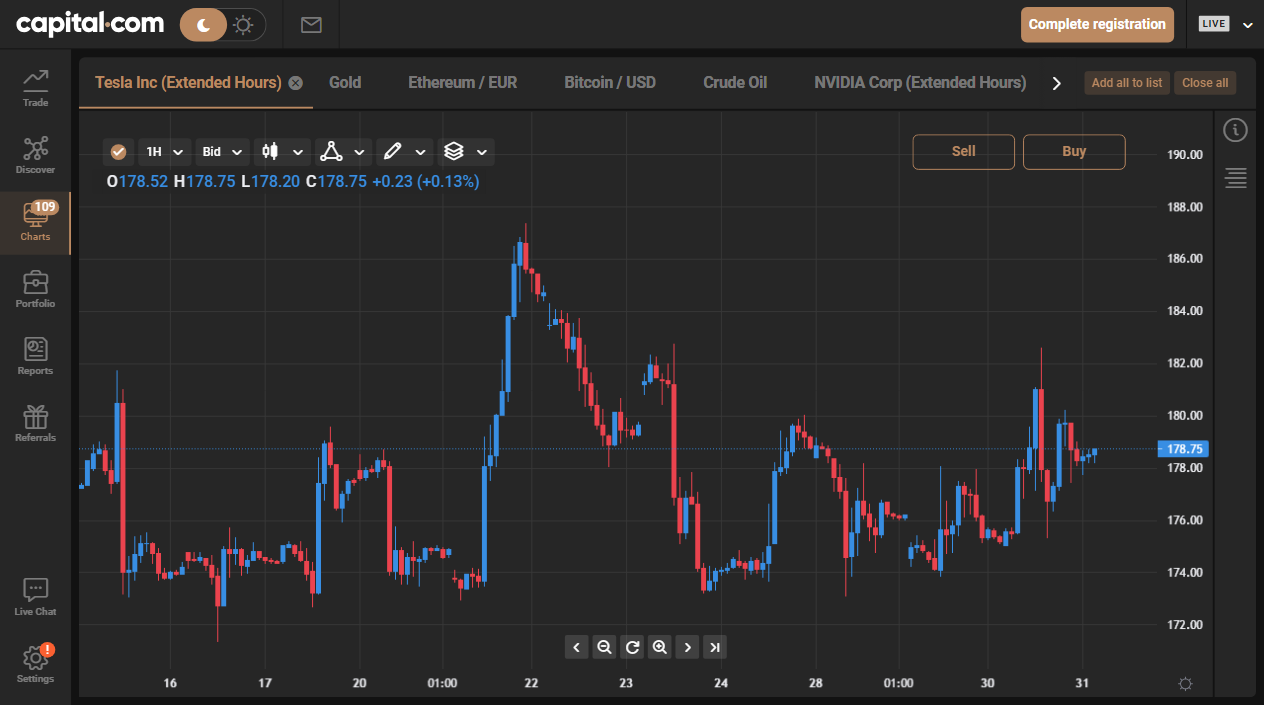 capital.com
Complete registration
LIVE
Trade
Discover
109
Charts
Portfolio
Reports
Referrals
Live Chat
!
Settings
Tesla Inc (Extended Hours) Gold Ethereum / EUR Bitcoin / USD Crude Oil NVIDIA Corp (Extended Hours) Add all to list Close all
1H Bid
Sell Buy
O178.52 H178.75 L178.20 C178.75 +0.23 (+0.13%)
190.00
188.00
186.00
184.00
182.00
180.00
178.75
178.00
176.00
174.00
172.00
16 17 20 01:00 22 23 24 28 01:00 30 31